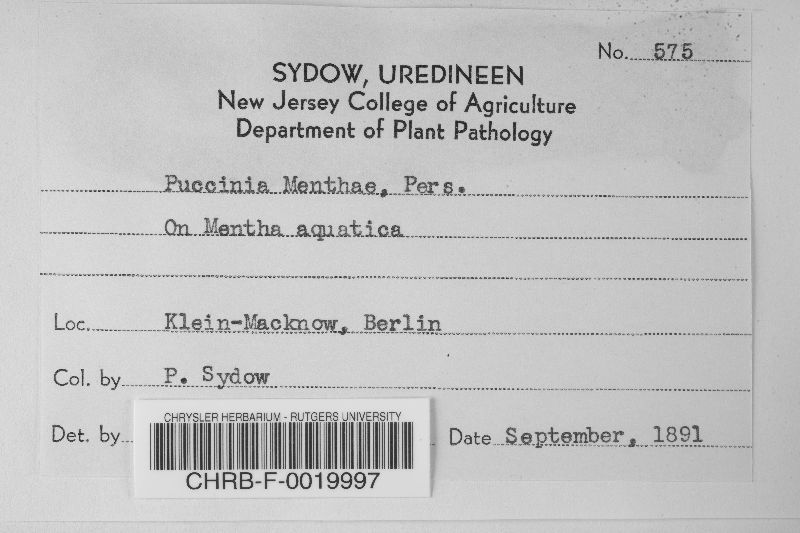 No. 575
SYDOW, UREDINEEN
New Jersey College of Agriculture
Department of Plant Pathology
Puccinia Menthae, Pers.
On Mentha aquatica
Loc. Klein-Macknow, Berlin
Col. by P. Sydow
Det. by
Date September, 1891
CHRYSLER HERBARIUM - RUTGERS UNIVERSITY
CHRB-F-0019997